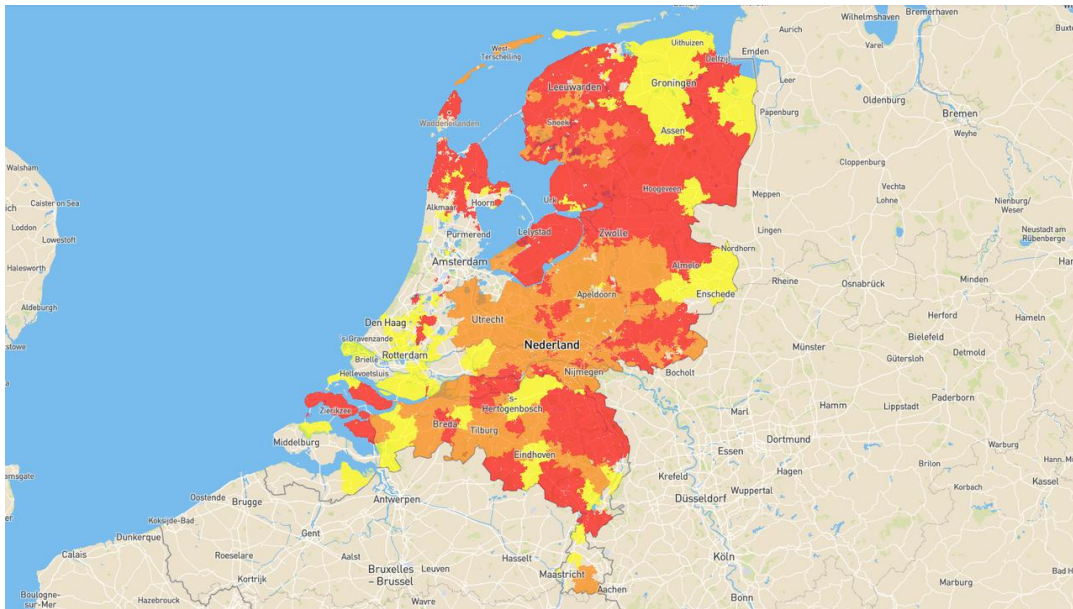 Wilhelmshaven
Bremerhaven
Aurich
Uithuizen
Emden
Varel
West-
Terschelling
Delfzijl
Leer
Leeuwarden
Groningen
Oldenburg
Papenburg
Bremen
Waddeneilanden
Sneek
Assen
Weyhe
Walsham
Cloppenburg
Hoogeveen
Meppen
Vechta
Nienburg/
Weser
Caister on Sea
Alkmaar
Hoorn
Urk
Lohne
Loddon
Lowestoft
Purmerend
Lelystad
Zwolle
Lingen
Neustadt am
Rübenberge
Nordhorn
Halesworth
Amsterdam
Almelo
Rheine
Osnabrück
Minden
Aldeburgh
Apeldoorn
Enschede
Den Haag
Utrecht
Herford
Hameln
's-Gravenzande
Rotterdam
Nederland
Münster
Bielefeld
Detmold
Brielle
Gütersloh
Hellevoetsluis
Nijmegen
Bocholt
Paderborn
Zierikzee
's-
Hertogenbosch
Marl
Hamm
Lippstadt
Breda
Tilburg
Middelburg
Dortmund
Warburg
Eindhoven
Essen
Hagen
Brilon
Krefeld
Kassel
Ramsgate
Oostende
Brugge
Antwerpen
Düsseldorf
Wuppertal
Korbach
Koksijde-Bad
Dunkerque
Gent
Calais
Roeselare
Aalst
Hasselt
Köln
Kortrijk
Bruxelles
- Brussel
Leuven
Maastricht
Aachen
Marburg
Boulogne-
sur-Mer
Hazebrouck
Wavre
Bonn